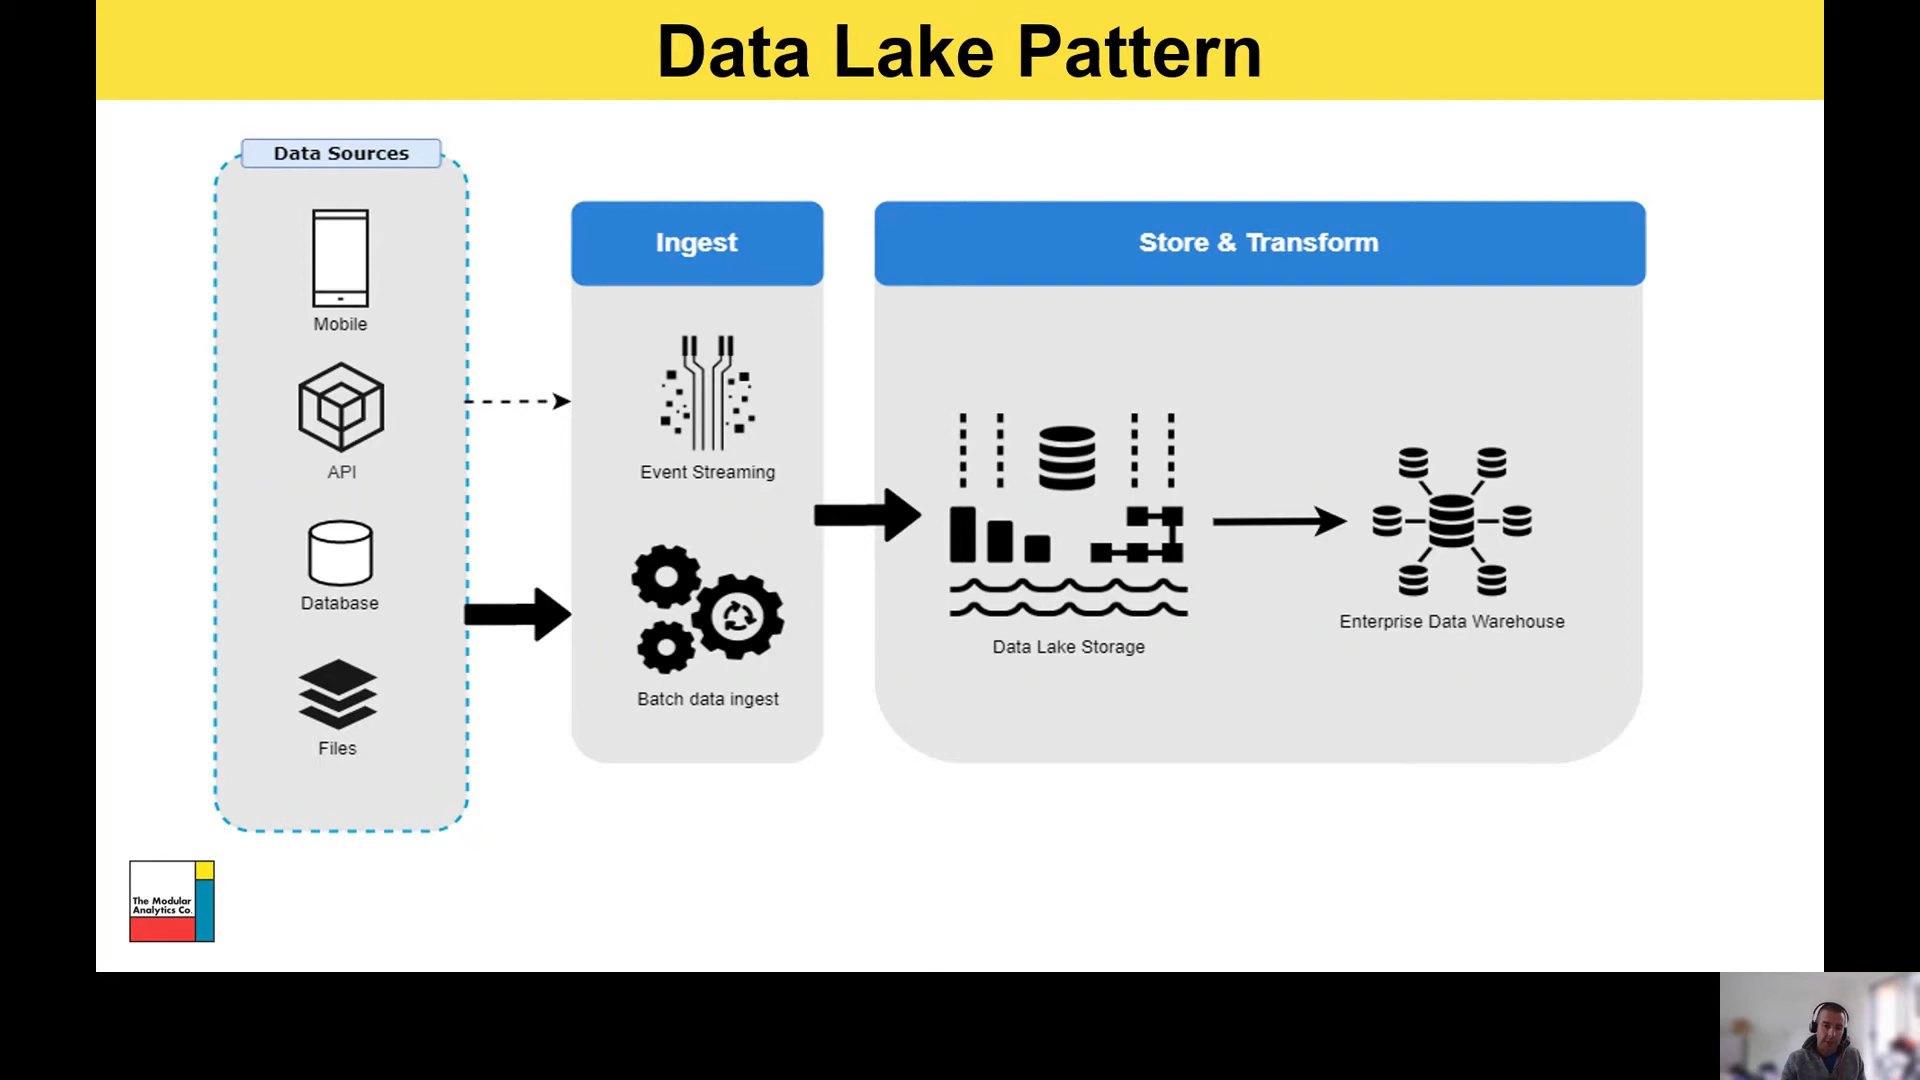 Data Lake Pattern
Data Sources
Mobile
API
Database
Files
Ingest
Event Streaming
Batch data ingest
Store & Transform
Data Lake Storage
Enterprise Data Warehouse
The Modular
Analytics Co.